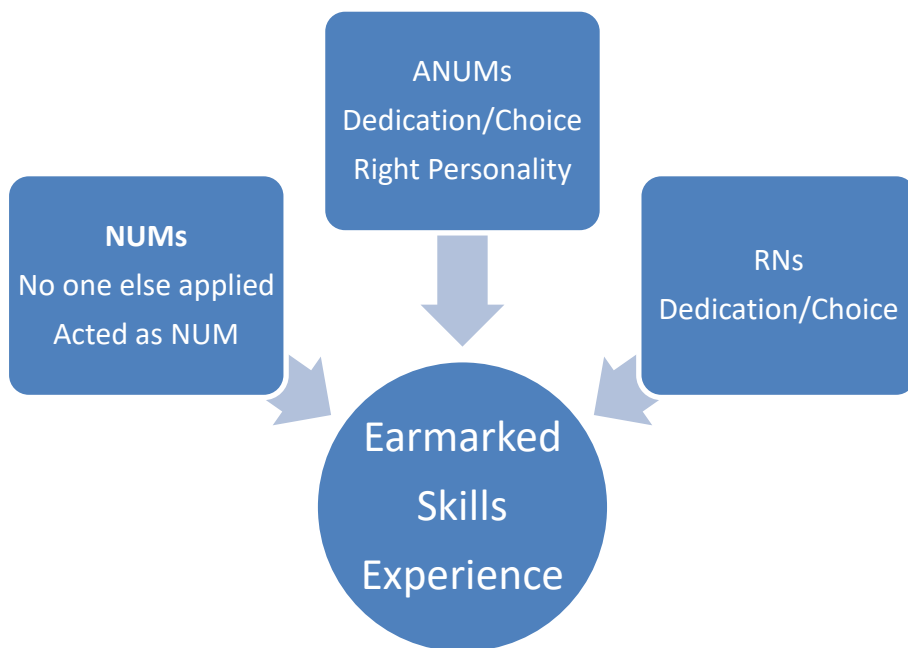 ANUMs
Dedication/Choice
Right Personality
NUMs
No one else applied
Acted as NUM
RNs
Dedication/Choice
Earmarked
Skills
Experience